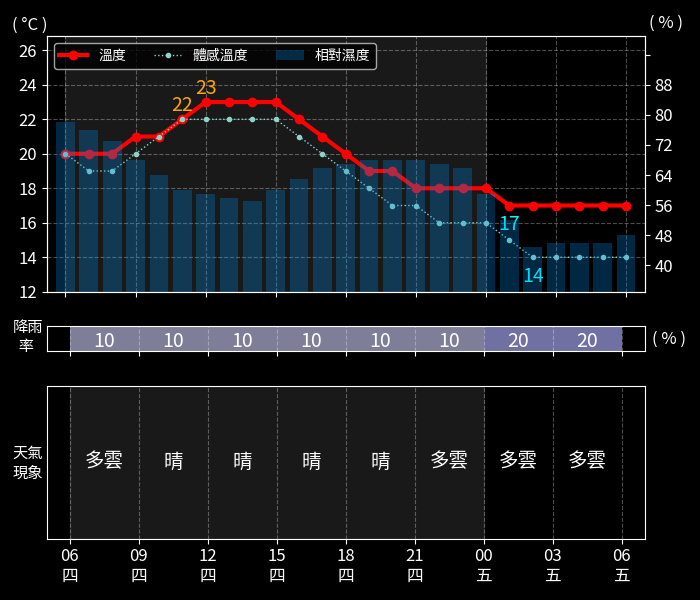 ( °C )
( % )
溫度 體感溫度 相對濕度
26
24
22
20
18
16
14
12
88
80
72
64
56
48
40
22
23
17
14
降雨
率
10 10 10 10 10 10 20 20
( % )
天氣
現象
多雲 晴 晴 晴 晴 多雲 多雲 多雲
06 09 12 15 18 21 00 03 06
四 四 四 四 四 四 五 五 五